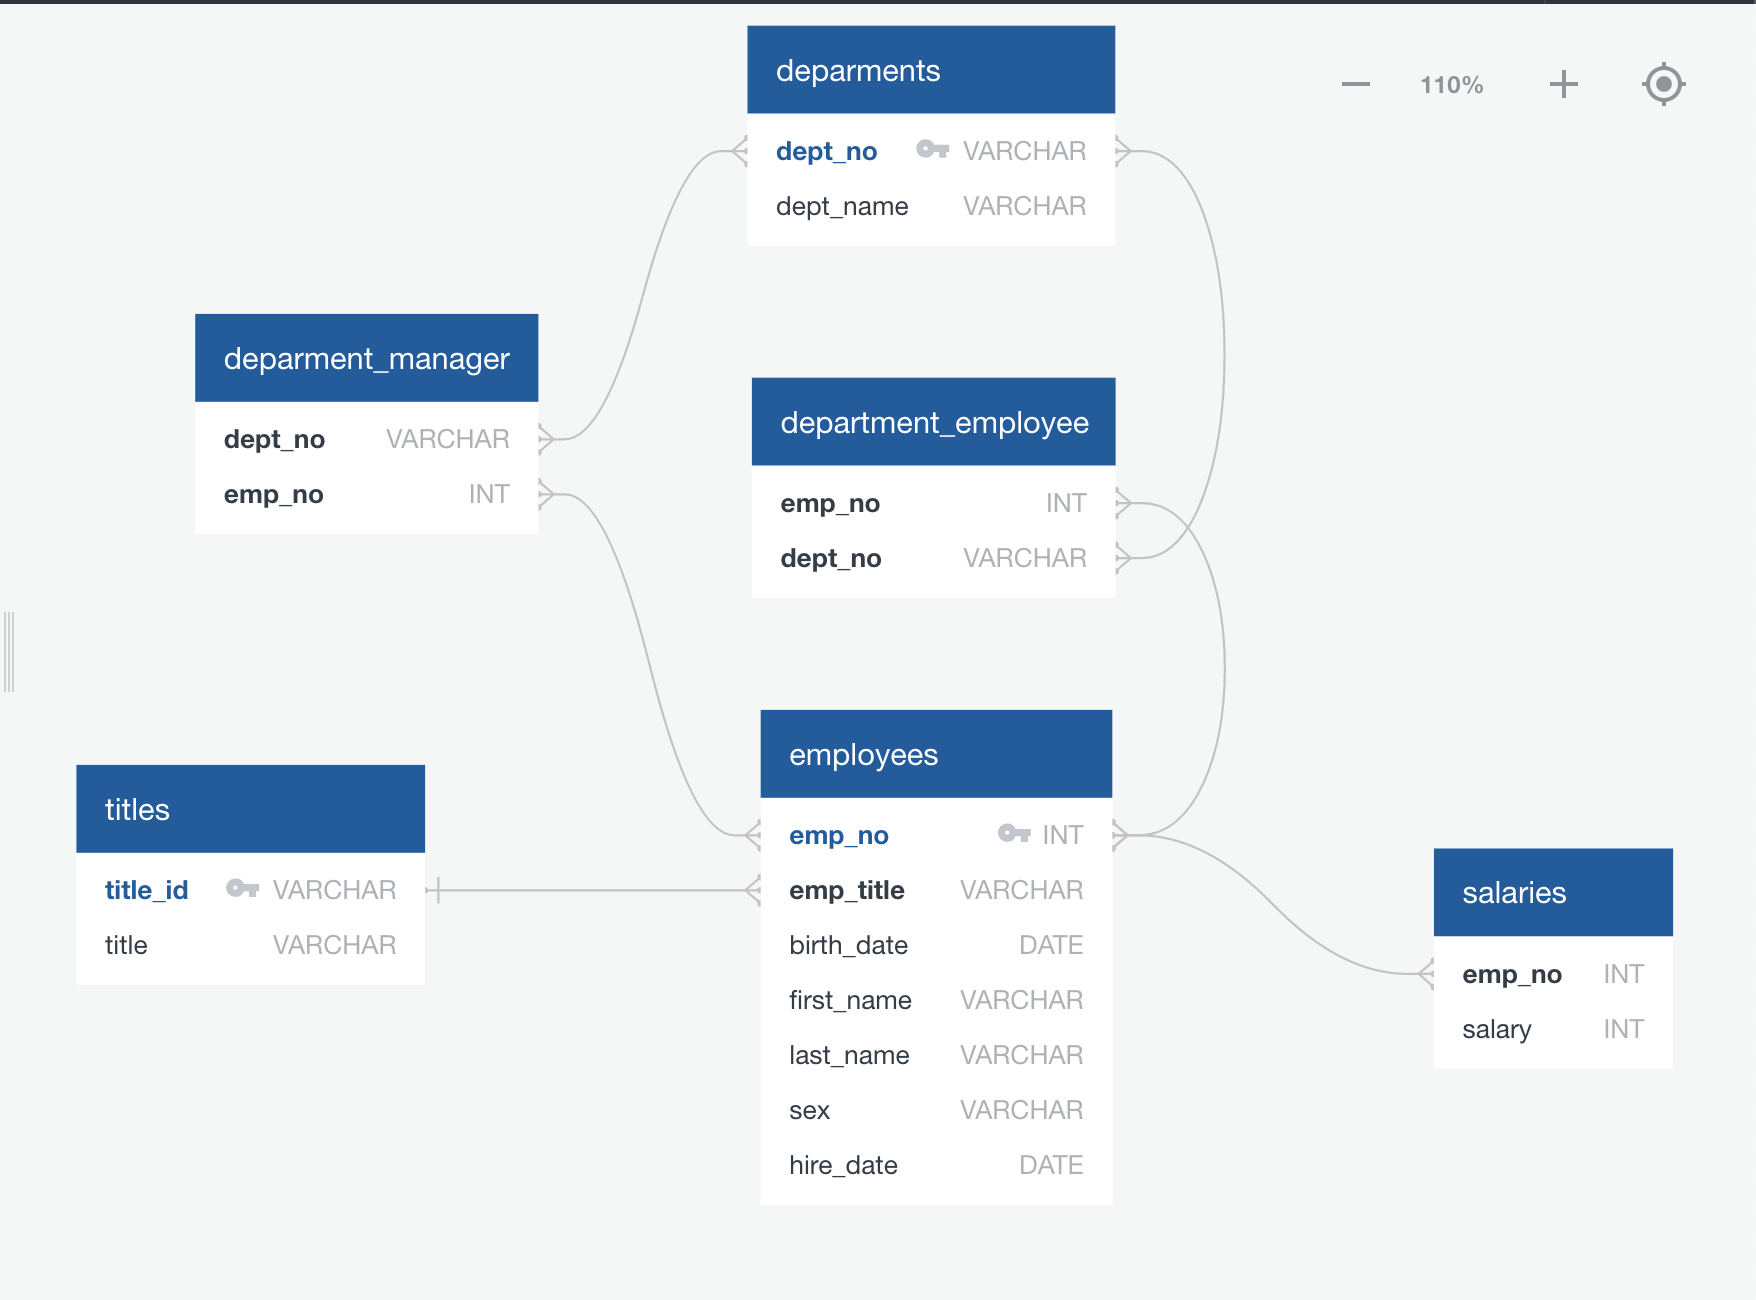 deparments
dept_no VARCHAR
dept_name VARCHAR
110%
deparment_manager
dept_no VARCHAR
emp_no INT
department_employee
emp_no INT
dept_no VARCHAR
titles
title_id VARCHAR
title VARCHAR
employees
emp_no INT
emp_title VARCHAR
birth_date DATE
first_name VARCHAR
last_name VARCHAR
sex VARCHAR
hire_date DATE
salaries
emp_no INT
salary INT